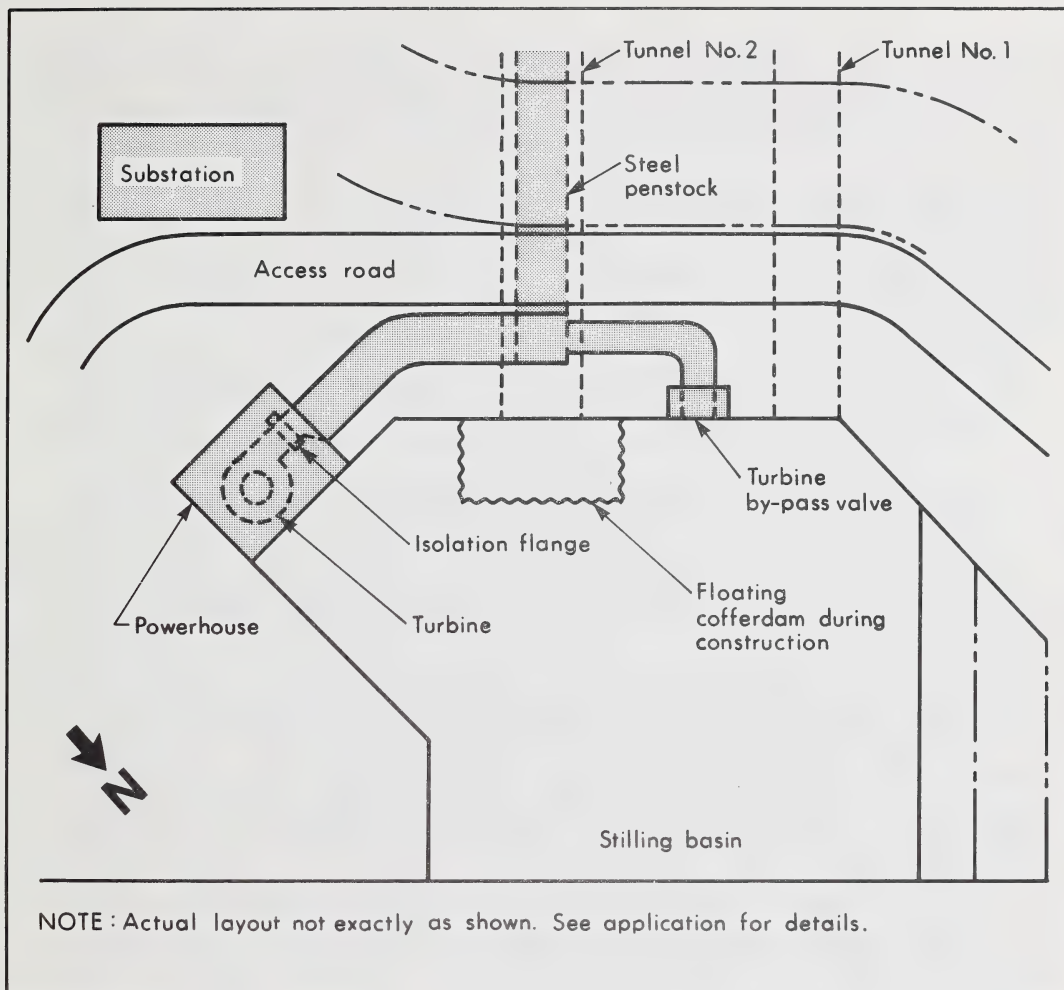 Tunnel No. 2
Tunnel No. 1
Substation
Steel
penstock
Access road
Turbine
by-pass valve
Isolation flange
Floating
cofferdam during
construction
Powerhouse
Turbine
N
Stilling basin
NOTE : Actual layout not exactly as shown. See application for details.